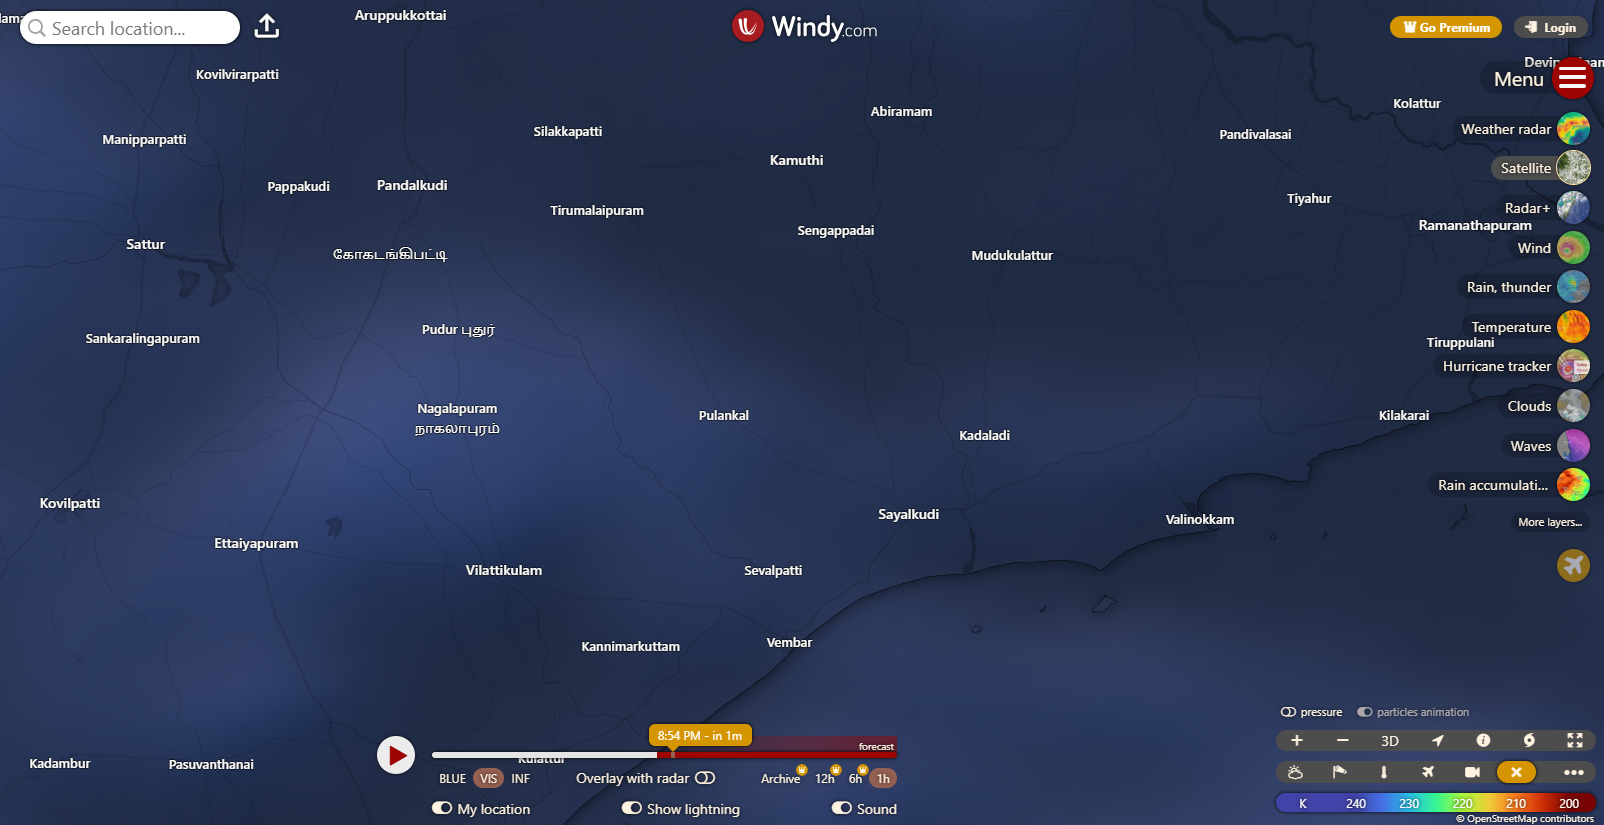 Search location...
Windy.com
Go Premium
Login
Menu
Weather radar
Satellite
Radar+
Wind
Rain, thunder
Temperature
Hurricane tracker
Clouds
Waves
Rain accumulati...
More layers...
Aruppukkottai
Kovilvirarpatti
Manipparpatti
Silakkapatti
Abiramam
Kolattur
Pandivalasai
Kamuthi
Pappakudi
Pandalkudi
Tirumalaipuram
Tiyahur
Ramanathapuram
Sengappadai
Sattur
கோகடங்கிபட்டி
Mudukulattur
Pudur புதுர்
Sankaralingapuram
Tiruppulani
Nagalapuram
நாகலாபுரம்
Pulankal
Kadaladi
Kilakarai
Kovilpatti
Sayalkudi
Valinokkam
Ettaiyapuram
Vilattikulam
Sevalpatti
Kannimarkuttam
Vembar
Kadambur
Pasuvanthanai
Kulattur
8:54 PM - in 1m
forecast
BLUE VIS INF
Overlay with radar
Archive 12h 6h 1h
My location
Show lightning
Sound
pressure
particles animation
+ − 3D
K 240 230 220 210 200
© OpenStreetMap contributors